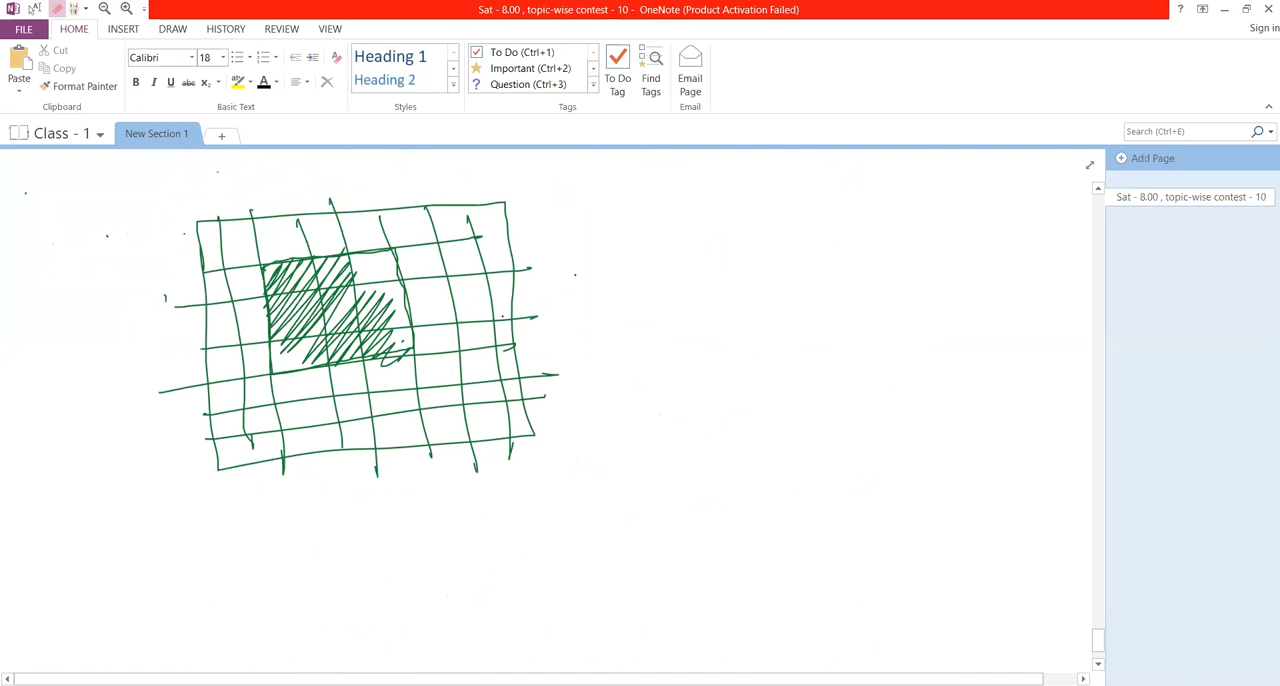 Sat - 8.00 , topic-wise contest - 10 - OneNote (Product Activation Failed)
FILE HOME INSERT DRAW HISTORY REVIEW VIEW
Sign in
Paste
Cut
Copy
Format Painter
Clipboard
Calibri 18
B I U abc X₂ A
Basic Text
Heading 1
Heading 2
Styles
To Do (Ctrl+1)
Important (Ctrl+2)
Question (Ctrl+3)
Tags
To Do
Tag
Find
Tags
Email
Page
Email
Class - 1
New Section 1
Search (Ctrl+E)
Add Page
Sat - 8.00 , topic-wise contest - 10